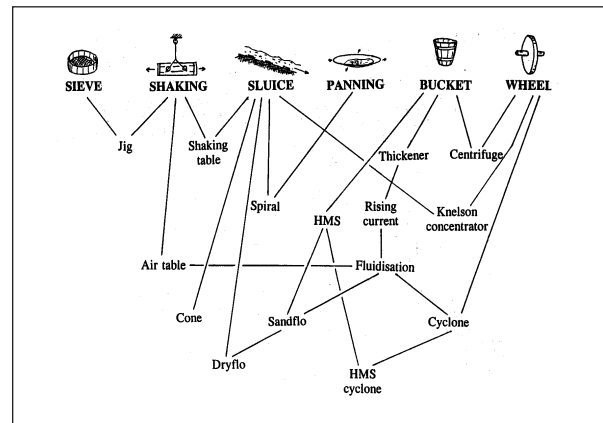 SIEVE SHAKING SLUICE PANNING BUCKET WHEEL
Jig
Shaking
table
Thickener
Centrifuge
Spiral
HMS
Rising
current
Knelson
concentrator
Air table
Fluidisation
Cone
Sandflo
Cyclone
Dryflo
HMS
cyclone